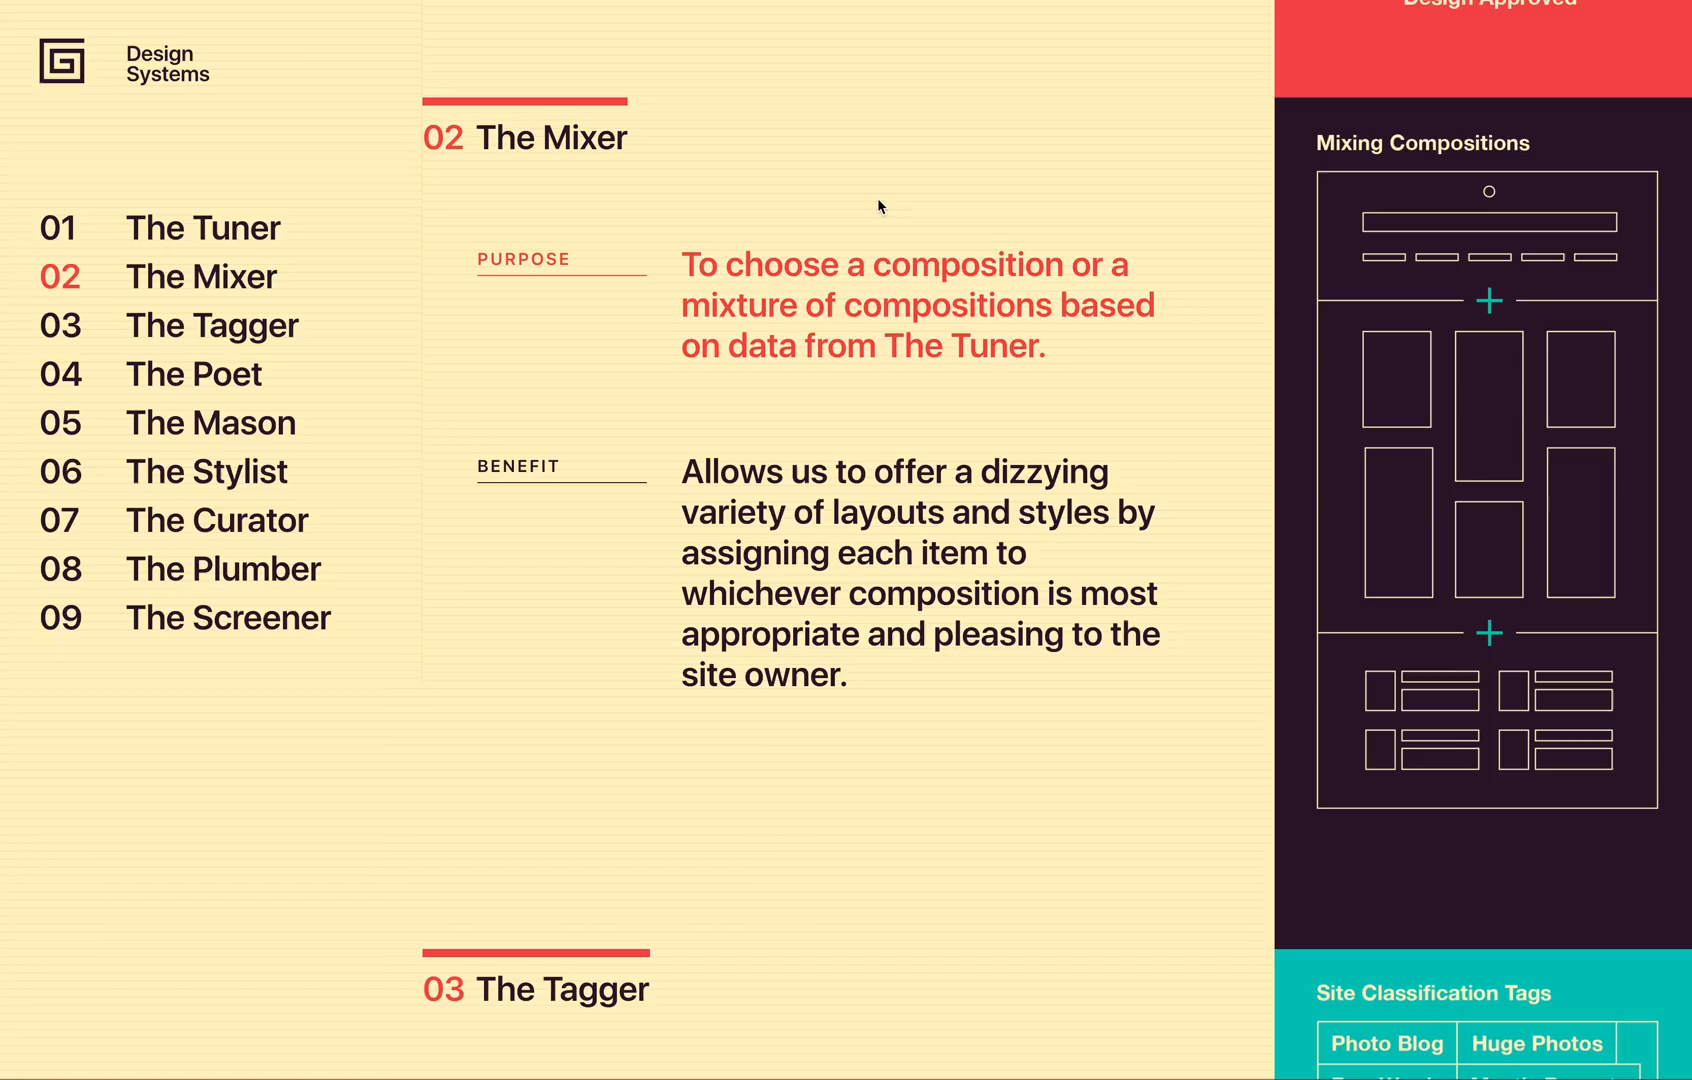 Design
Systems
01 The Tuner
02 The Mixer
03 The Tagger
04 The Poet
05 The Mason
06 The Stylist
07 The Curator
08 The Plumber
09 The Screener
02 The Mixer
PURPOSE
To choose a composition or a
mixture of compositions based
on data from The Tuner.
BENEFIT
Allows us to offer a dizzying
variety of layouts and styles by
assigning each item to
whichever composition is most
appropriate and pleasing to the
site owner.
03 The Tagger
Design Approved
Mixing Compositions
Site Classification Tags
Photo Blog
Huge Photos